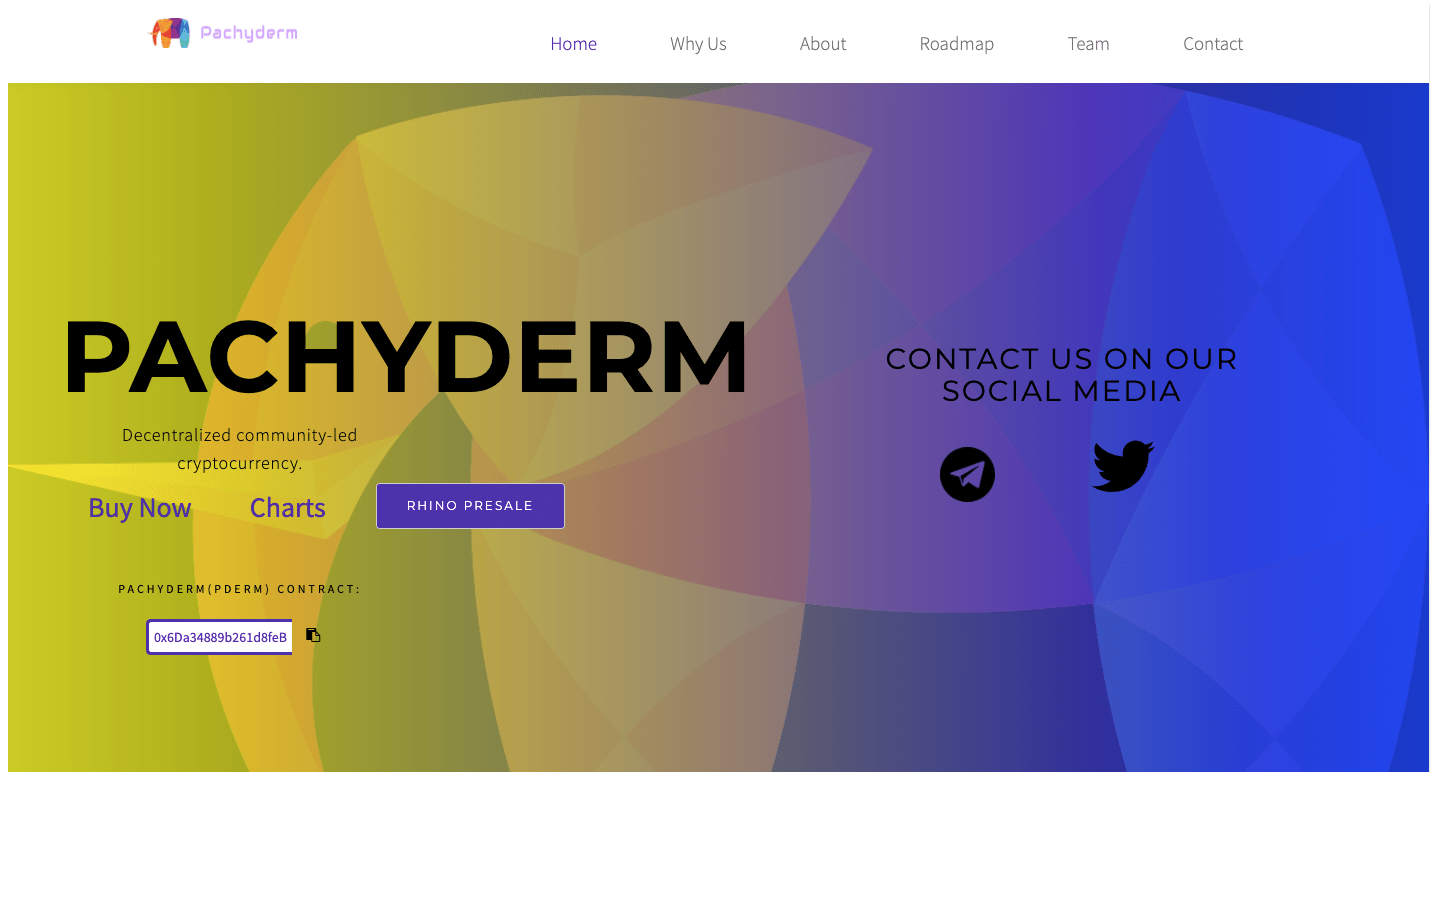 Pachyderm
Home Why Us About Roadmap Team Contact
PACHYDERM
Decentralized community-led
cryptocurrency.
Buy Now Charts RHINO PRESALE
PACHYDERM(PDERM) CONTRACT:
0x6Da34889b261d8feB
CONTACT US ON OUR
SOCIAL MEDIA